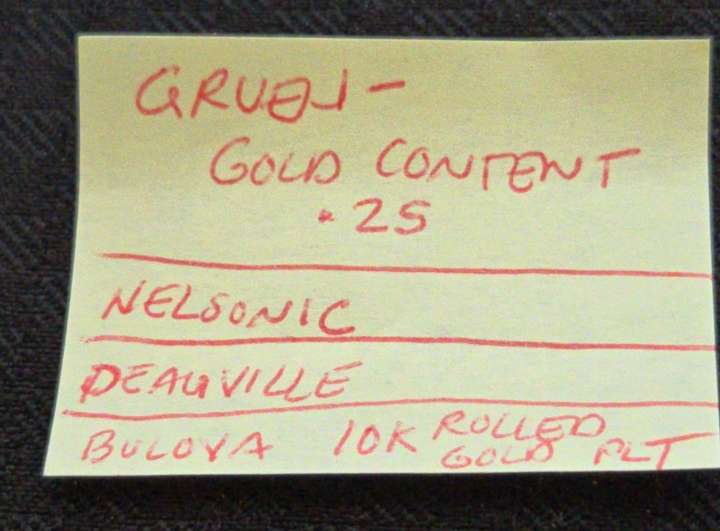 GRUEN -
GOLD CONTENT
.25
NELSONIC
DEAUVILLE
BULOVA 10K ROLLED
GOLD PLT